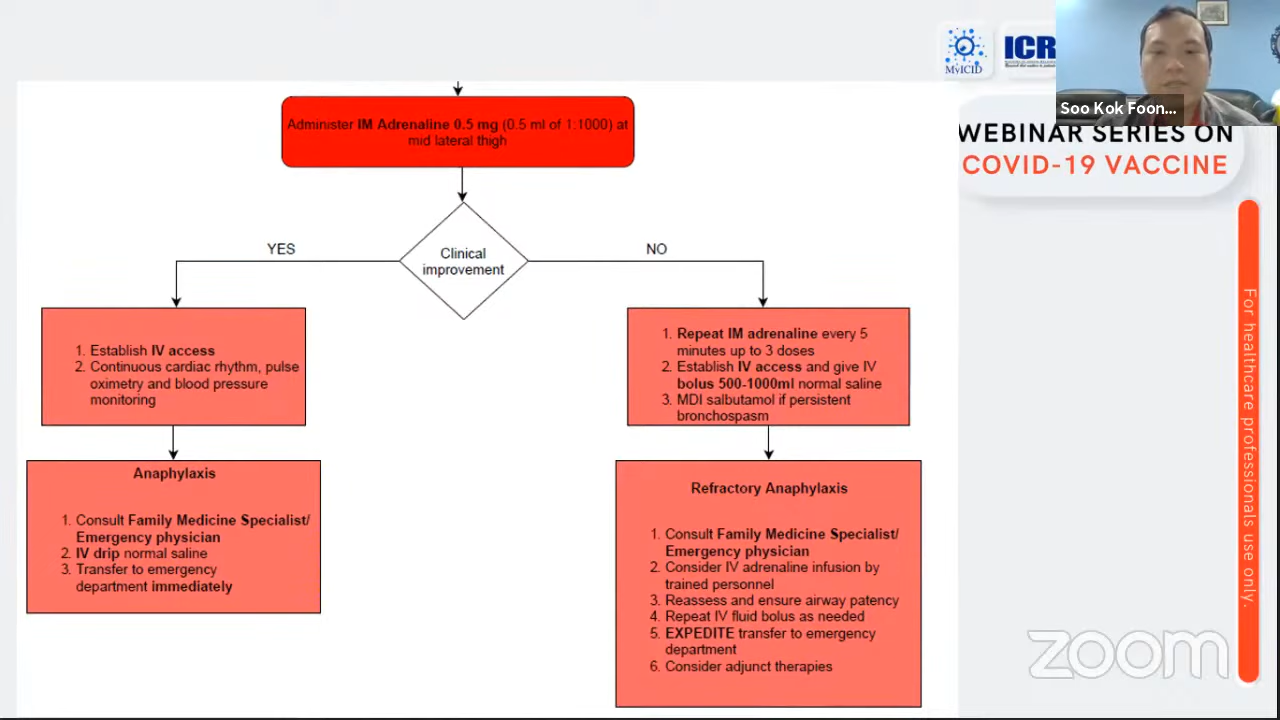 MyICID
ICR
Soo Kok Foon...
WEBINAR SERIES ON
COVID-19 VACCINE
Administer IM Adrenaline 0.5 mg (0.5 ml of 1:1000) at
mid lateral thigh
Clinical
improvement
YES
NO
1. Establish IV access
2. Continuous cardiac rhythm, pulse
oximetry and blood pressure
monitoring
1. Repeat IM adrenaline every 5
minutes up to 3 doses
2. Establish IV access and give IV
bolus 500-1000ml normal saline
3. MDI salbutamol if persistent
bronchospasm
Anaphylaxis
1. Consult Family Medicine Specialist/
Emergency physician
2. IV drip normal saline
3. Transfer to emergency
department immediately
Refractory Anaphylaxis
1. Consult Family Medicine Specialist/
Emergency physician
2. Consider IV adrenaline infusion by
trained personnel
3. Reassess and ensure airway patency
4. Repeat IV fluid bolus as needed
5. EXPEDITE transfer to emergency
department
6. Consider adjunct therapies
For healthcare professionals use only.
zoom